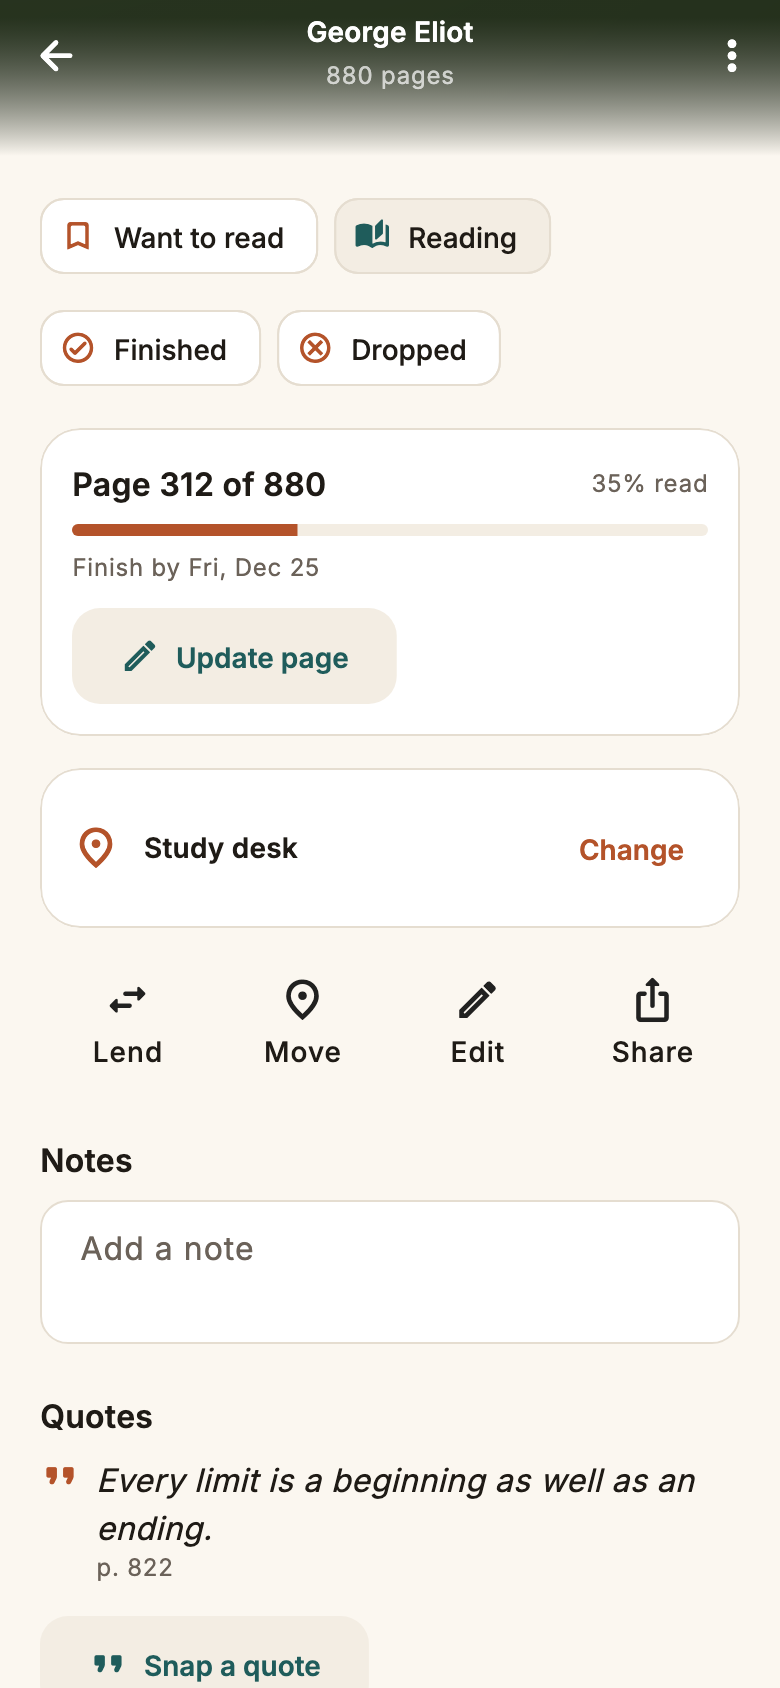 George Eliot
880 pages
Want to read
Reading
Finished
Dropped
Page 312 of 880
35% read
Finish by Fri, Dec 25
Update page
Study desk
Change
Lend
Move
Edit
Share
Notes
Add a note
Quotes
Every limit is a beginning as well as an
ending.
p. 822
Snap a quote